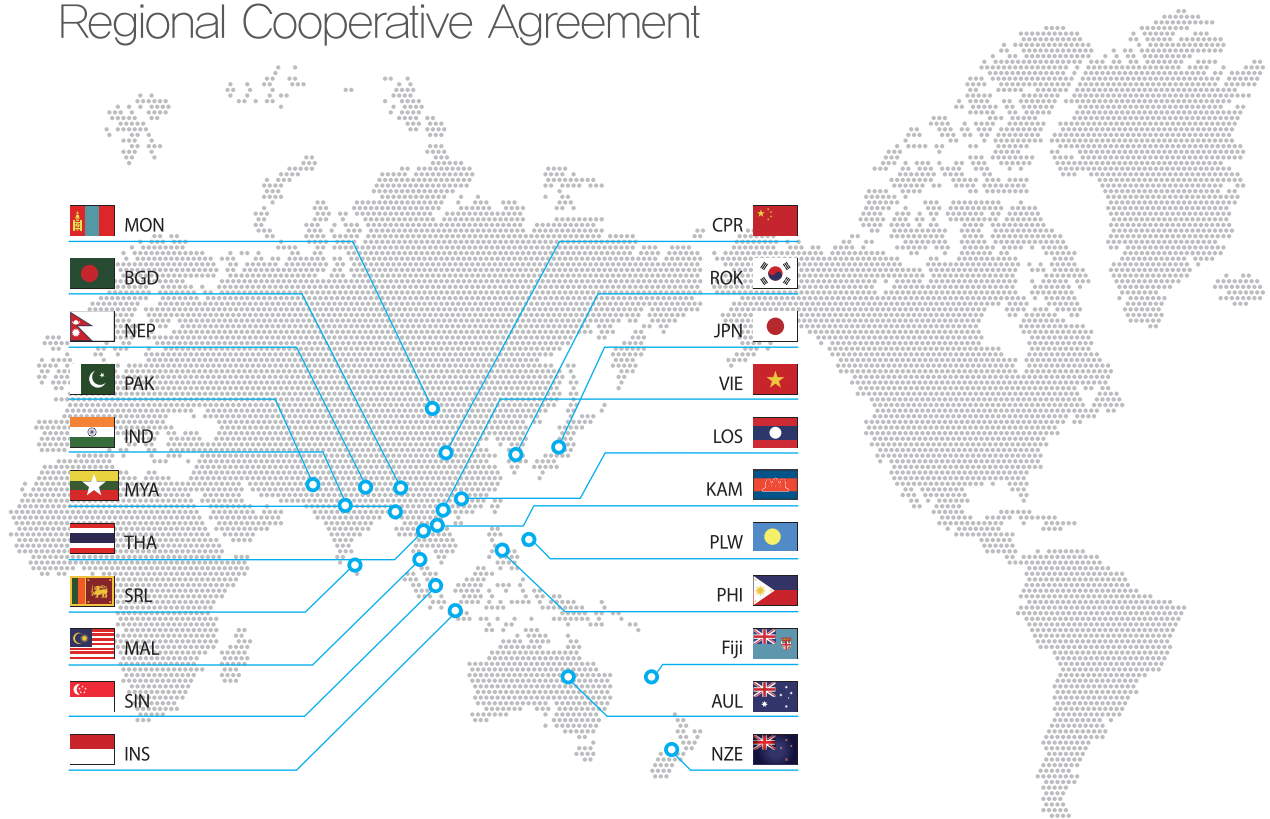 Regional Cooperative Agreement
MON
BGD
NEP
PAK
IND
MYA
THA
SRL
MAL
SIN
INS
CPR
ROK
JPN
VIE
LOS
KAM
PLW
PHI
Fiji
AUL
NZE